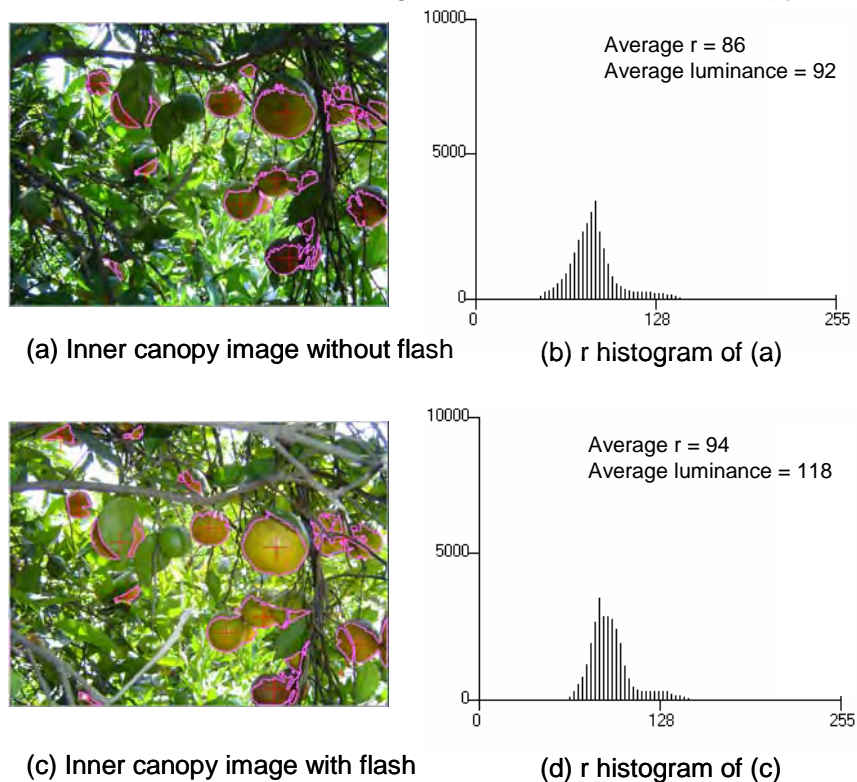 10000
Average r = 86
Average luminance = 92
5000
0
0 128 255
(a) Inner canopy image without flash
(b) r histogram of (a)
10000
Average r = 94
Average luminance = 118
5000
0
0 128 255
(c) Inner canopy image with flash
(d) r histogram of (c)